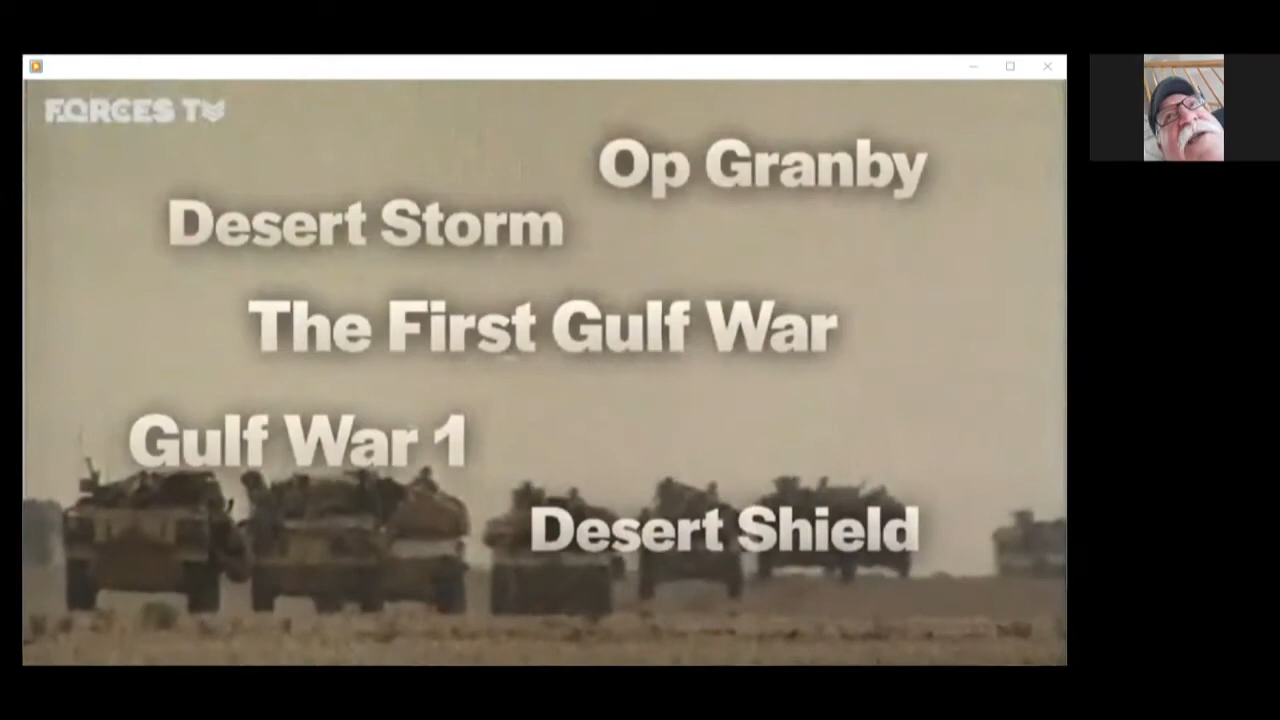 FORCES TV
Op Granby
Desert Storm
The First Gulf War
Gulf War 1
Desert Shield